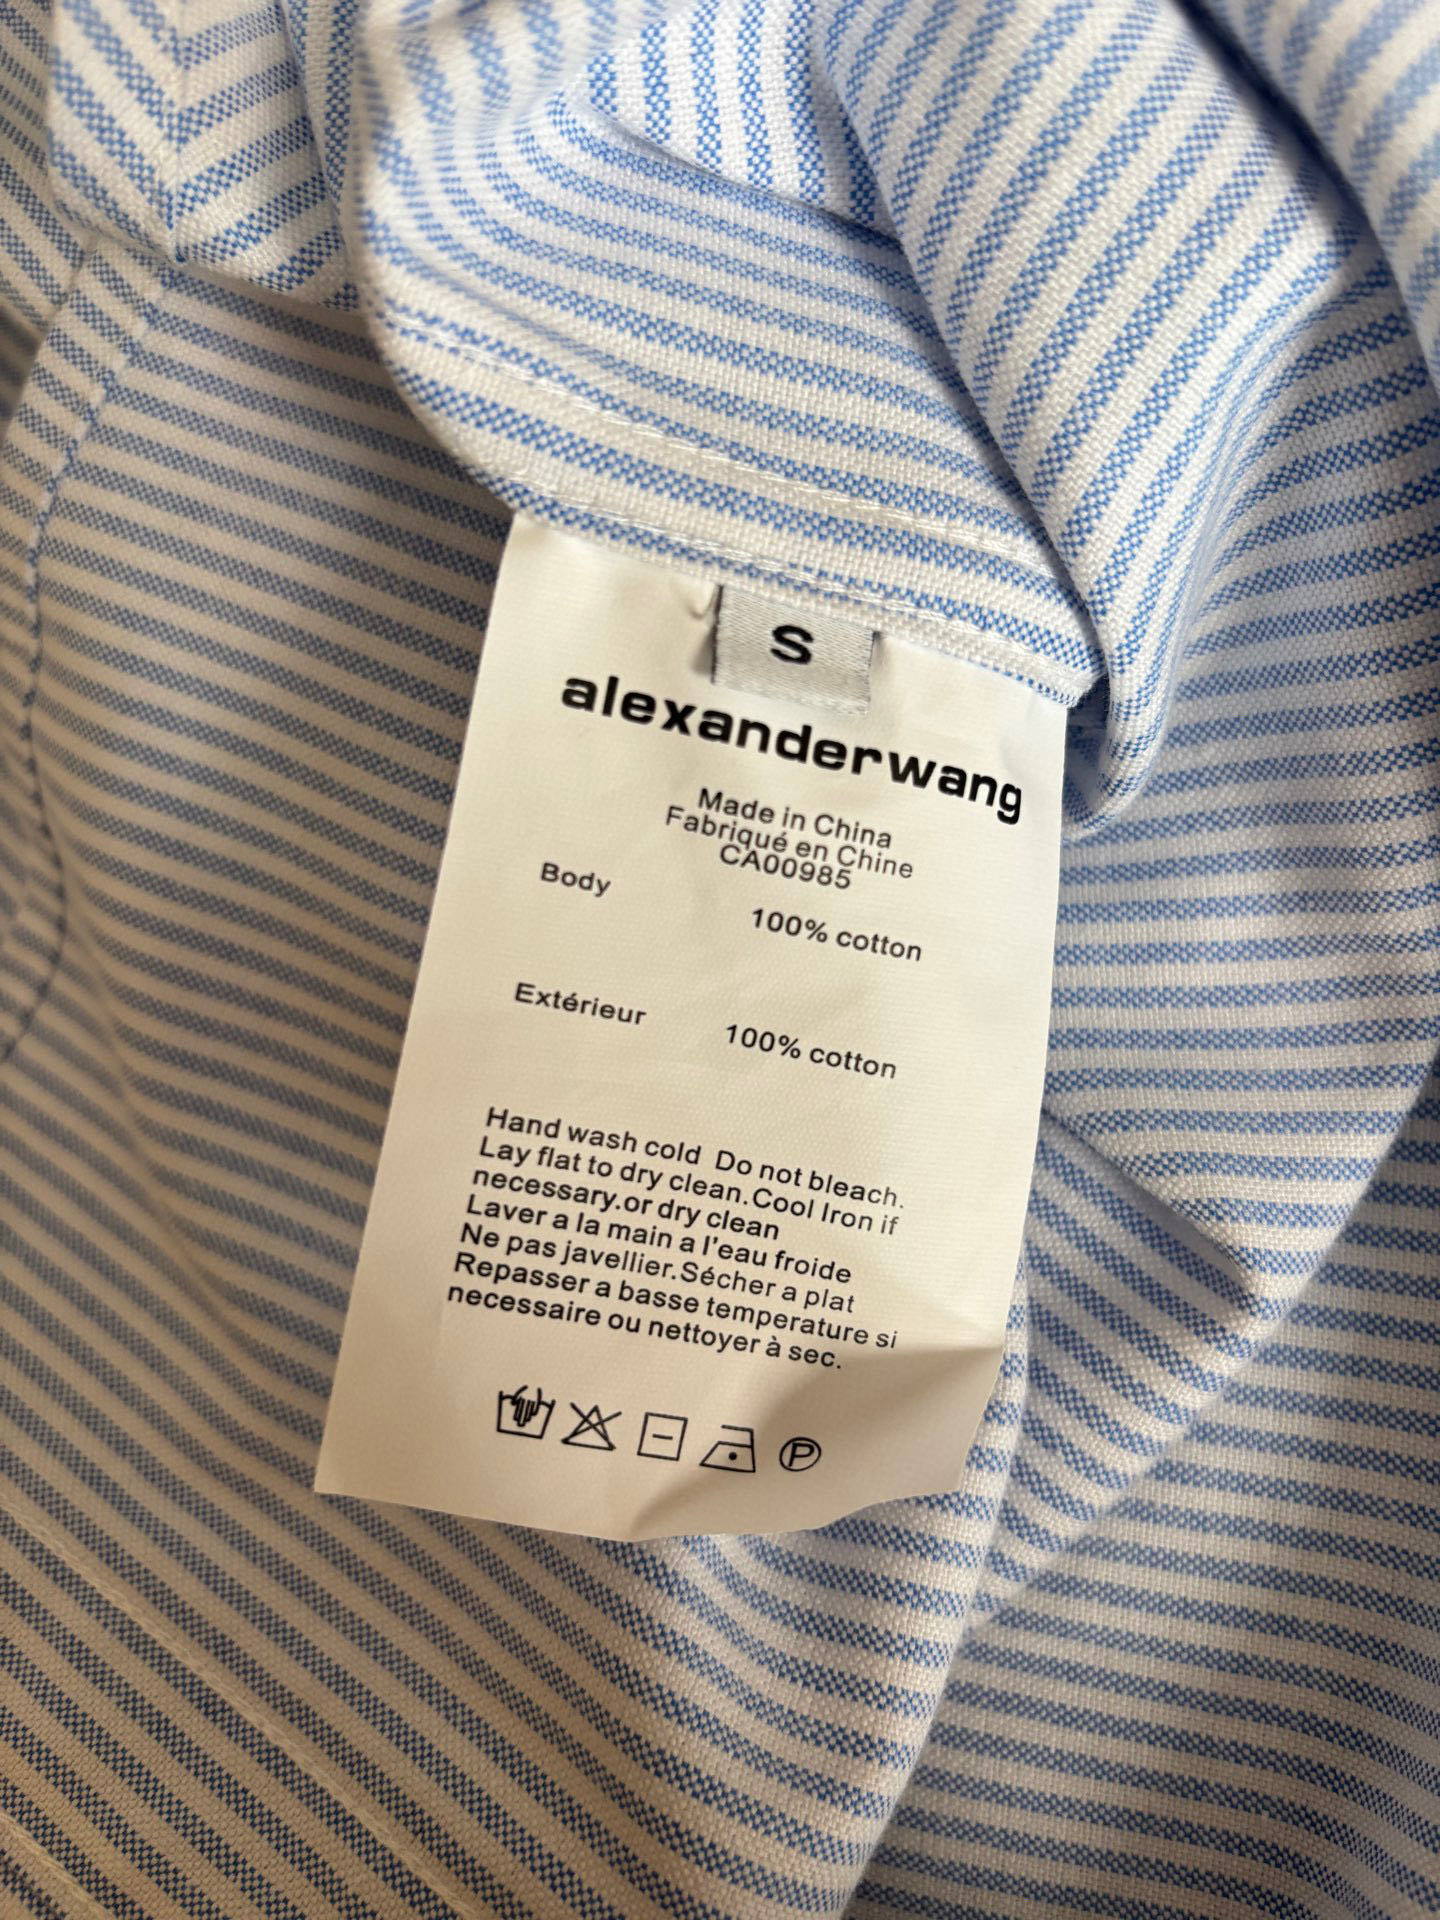 S
alexanderwang
Made in China
Fabriqué en Chine
CA00985
Body
100% cotton
Extérieur
100% cotton
Hand wash cold Do not bleach.
Lay flat to dry clean.Cool Iron if
necessary.or dry clean
Laver a la main a l'eau froide
Ne pas javellier.Sécher a plat
Repasser a basse temperature si
necessaire ou nettoyer à sec.
P